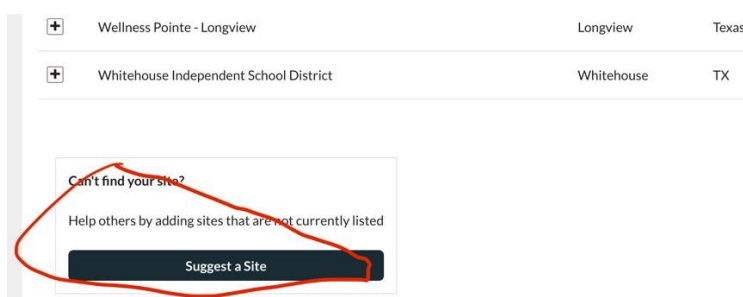 Wellness Pointe - Longview Longview Texas
Whitehouse Independent School District Whitehouse TX
Can't find your site?
Help others by adding sites that are not currently listed
Suggest a Site